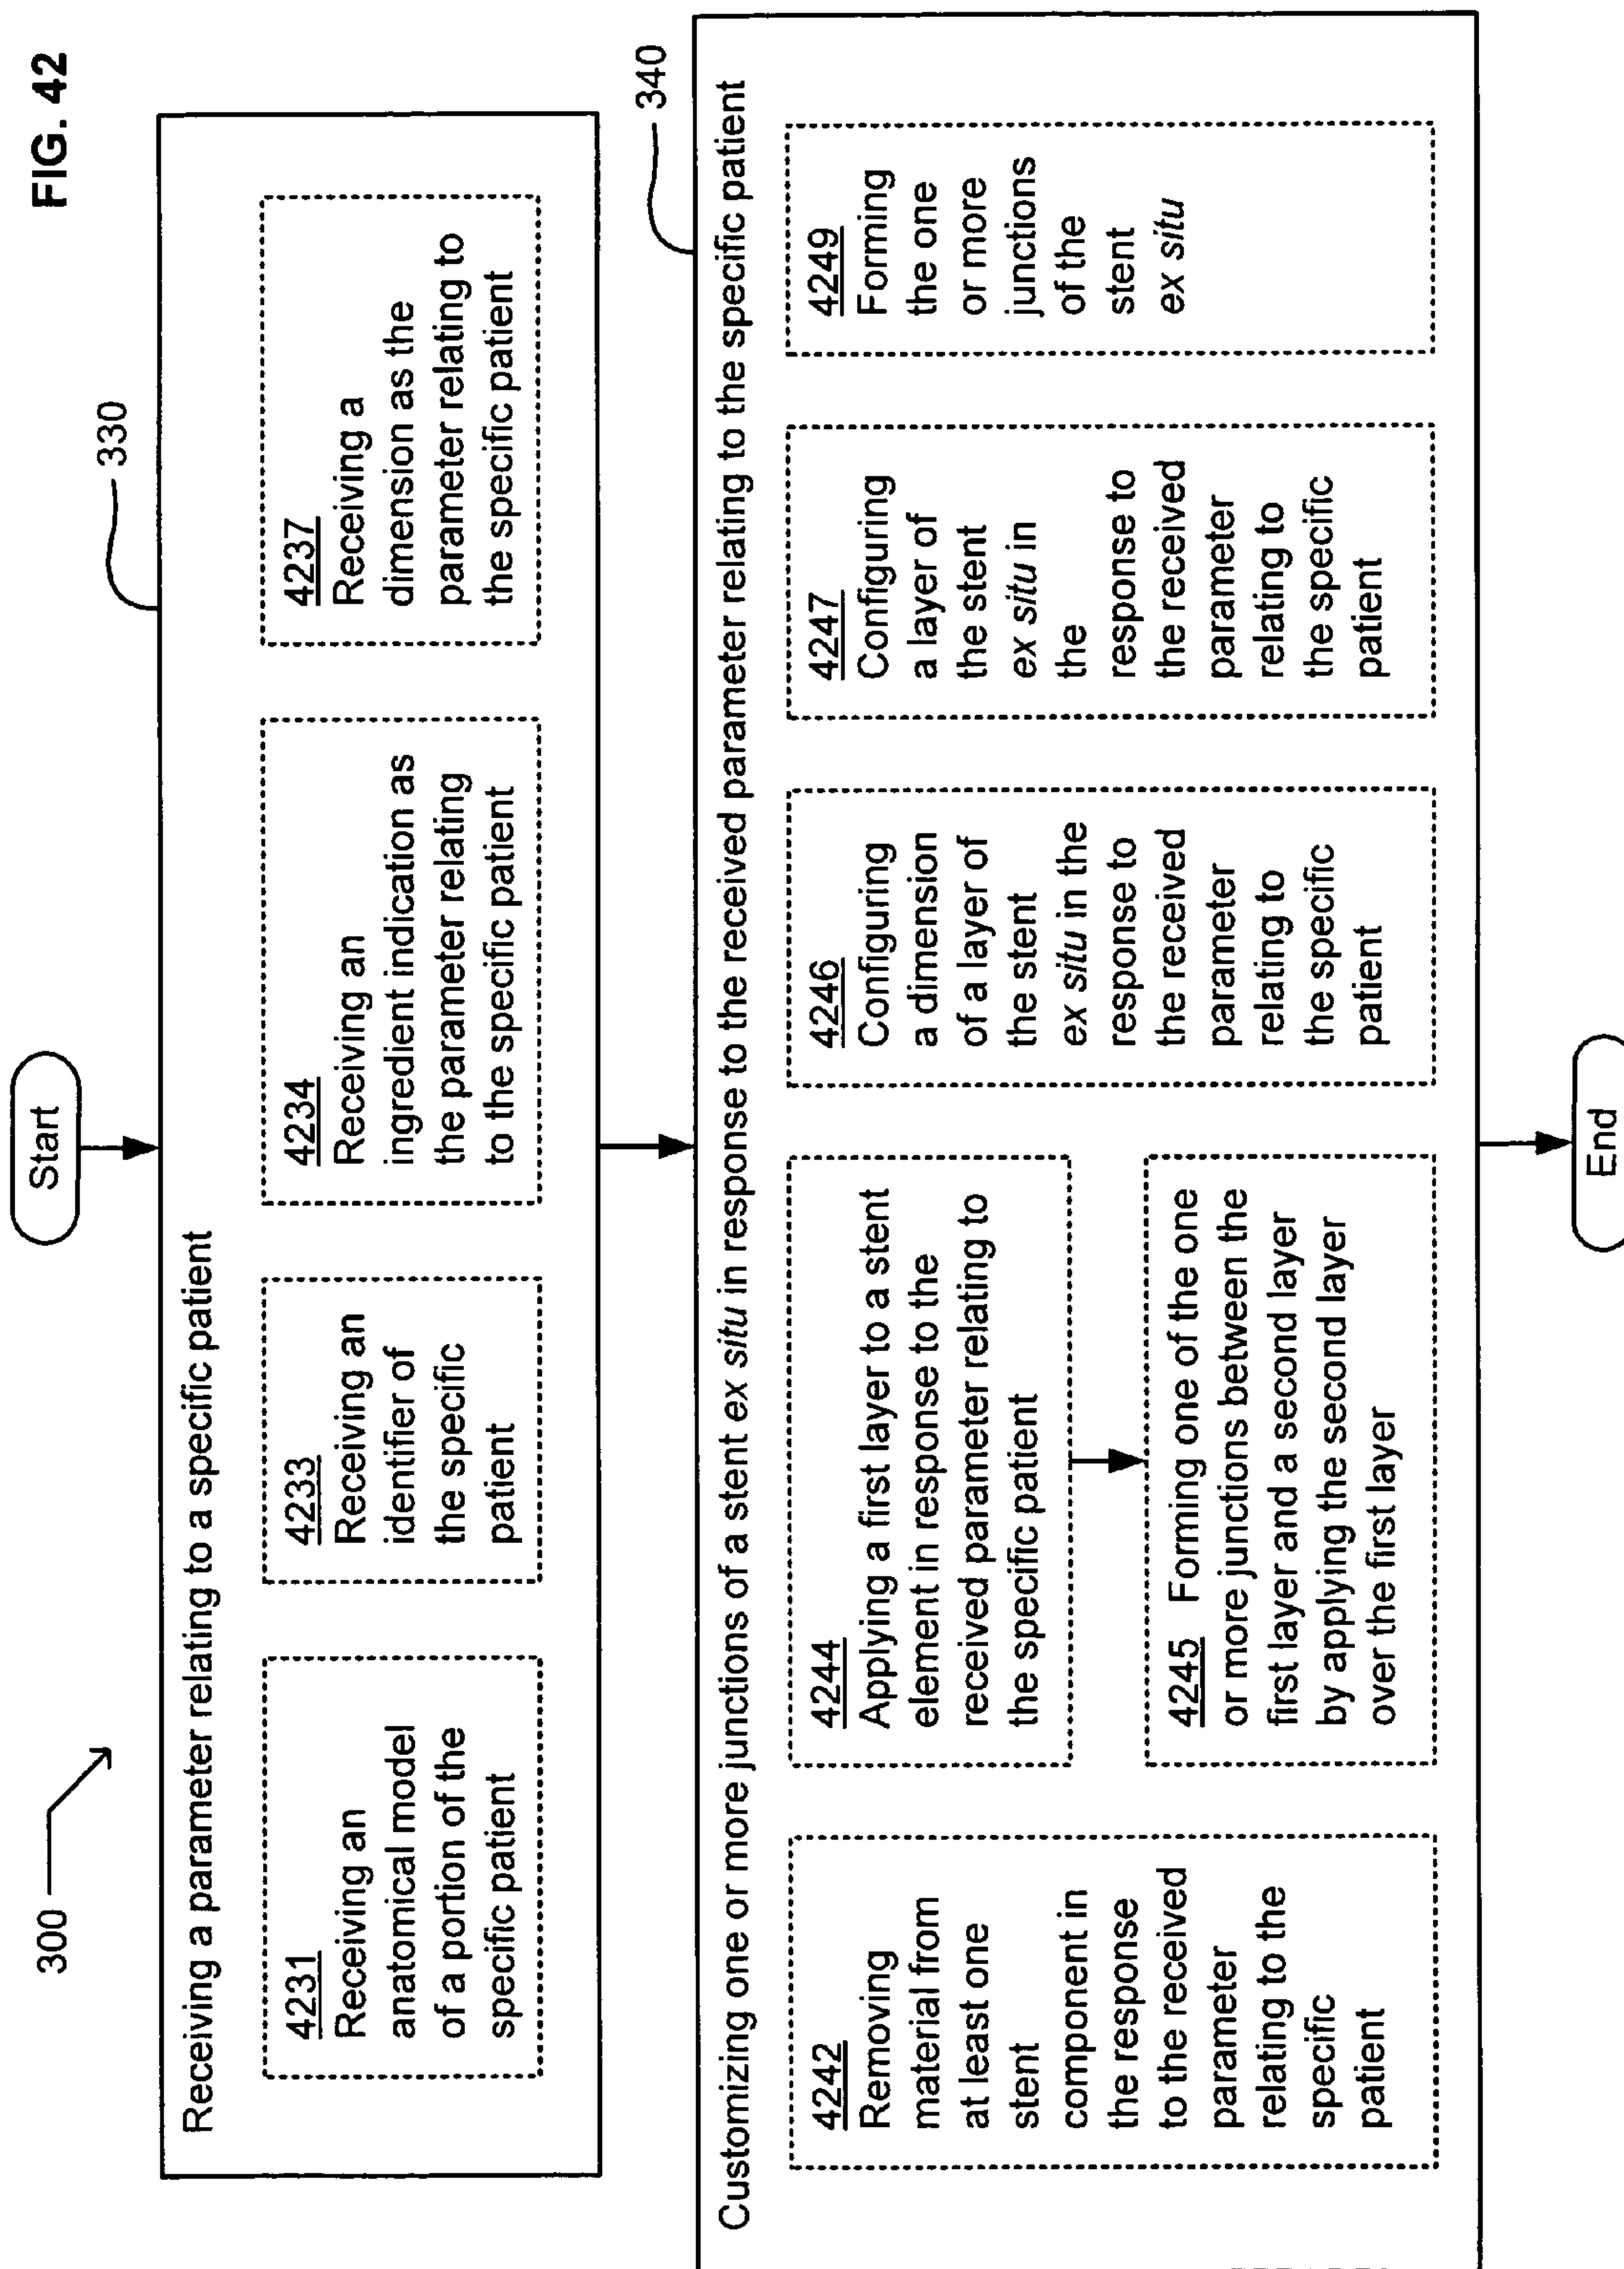 FIG. 42
300
Start
330
Receiving a parameter relating to a specific patient
4231
Receiving an
anatomical model
of a portion of the
specific patient
4233
Receiving an
identifier of
the specific
patient
4234
Receiving an
ingredient indication as
the parameter relating
to the specific patient
4237
Receiving a
dimension as the
parameter relating to
the specific patient
340
Customizing one or more junctions of a stent ex situ in response to the received parameter relating to the specific patient
4242
Removing
material from
at least one
stent
component in
the response
to the received
parameter
relating to the
specific
patient
4244
Applying a first layer to a stent
element in response to the
received parameter relating to
the specific patient
4245 Forming one of the one
or more junctions between the
first layer and a second layer
by applying the second layer
over the first layer
4246
Configuring
a dimension
of a layer of
the stent
ex situ in the
response to
the received
parameter
relating to
the specific
patient
4247
Configuring
a layer of
the stent
ex situ in
the
response to
the received
parameter
relating to
the specific
patient
4249
Forming
the one
or more
junctions
of the
stent
ex situ
End